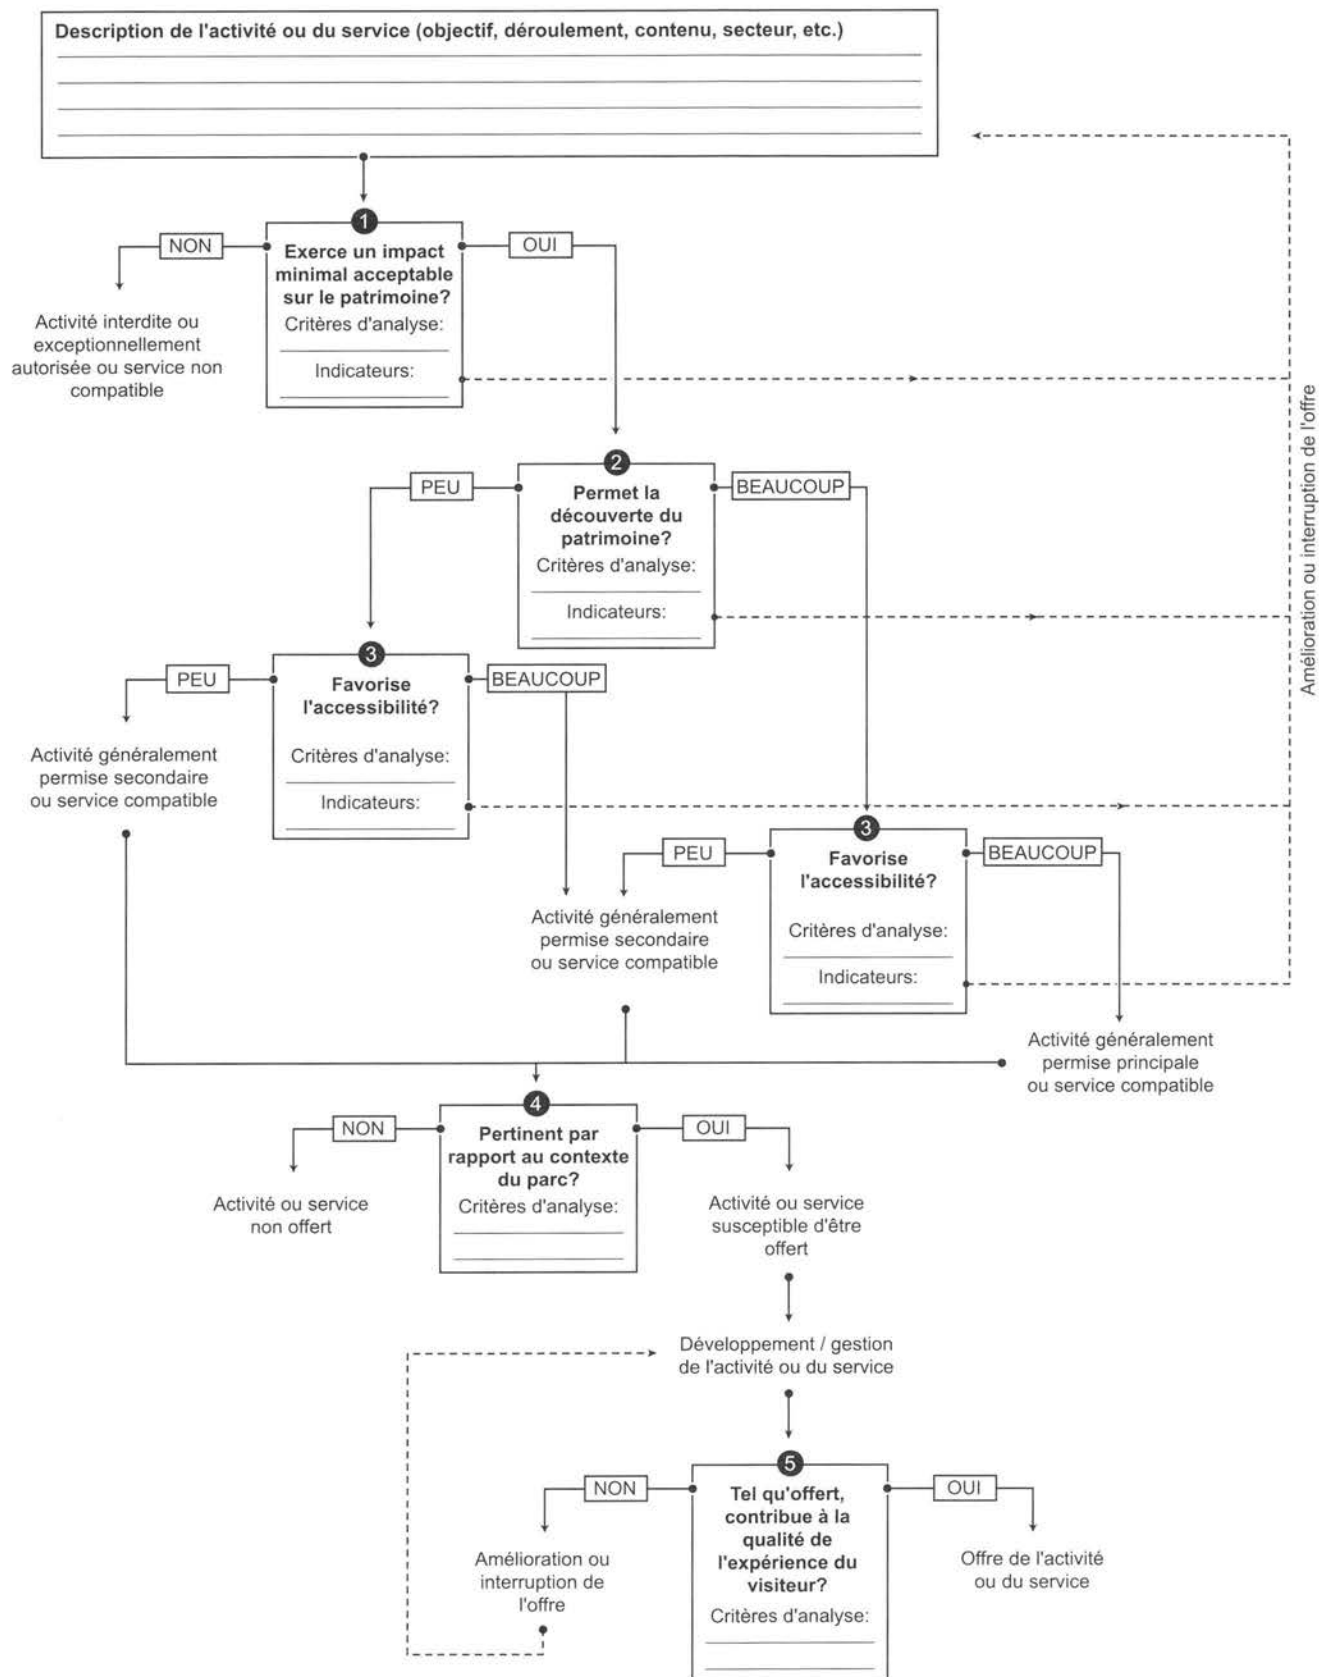 Description de l'activité ou du service (objectif, déroulement, contenu, secteur, etc.)
1
NON
OUI
Exerce un impact
minimal acceptable
sur le patrimoine?
Critères d'analyse:
Indicateurs:
Activité interdite ou
exceptionnellement
autorisée ou service non
compatible
Amélioration ou interruption de l'offre
2
PEU
BEAUCOUP
Permet la
découverte du
patrimoine?
Critères d'analyse:
Indicateurs:
3
PEU
BEAUCOUP
Favorise
l'accessibilité?
Critères d'analyse:
Indicateurs:
Activité généralement
permise secondaire
ou service compatible
3
PEU
BEAUCOUP
Favorise
l'accessibilité?
Critères d'analyse:
Indicateurs:
Activité généralement
permise secondaire
ou service compatible
Activité généralement
permise principale
ou service compatible
4
NON
OUI
Pertinent par
rapport au contexte
du parc?
Critères d'analyse:
Activité ou service
non offert
Activité ou service
susceptible d'être
offert
Développement / gestion
de l'activité ou du service
5
NON
OUI
Tel qu'offert,
contribue à la
qualité de
l'expérience du
visiteur?
Critères d'analyse:
Amélioration ou
interruption de
l'offre
Offre de l'activité
ou du service